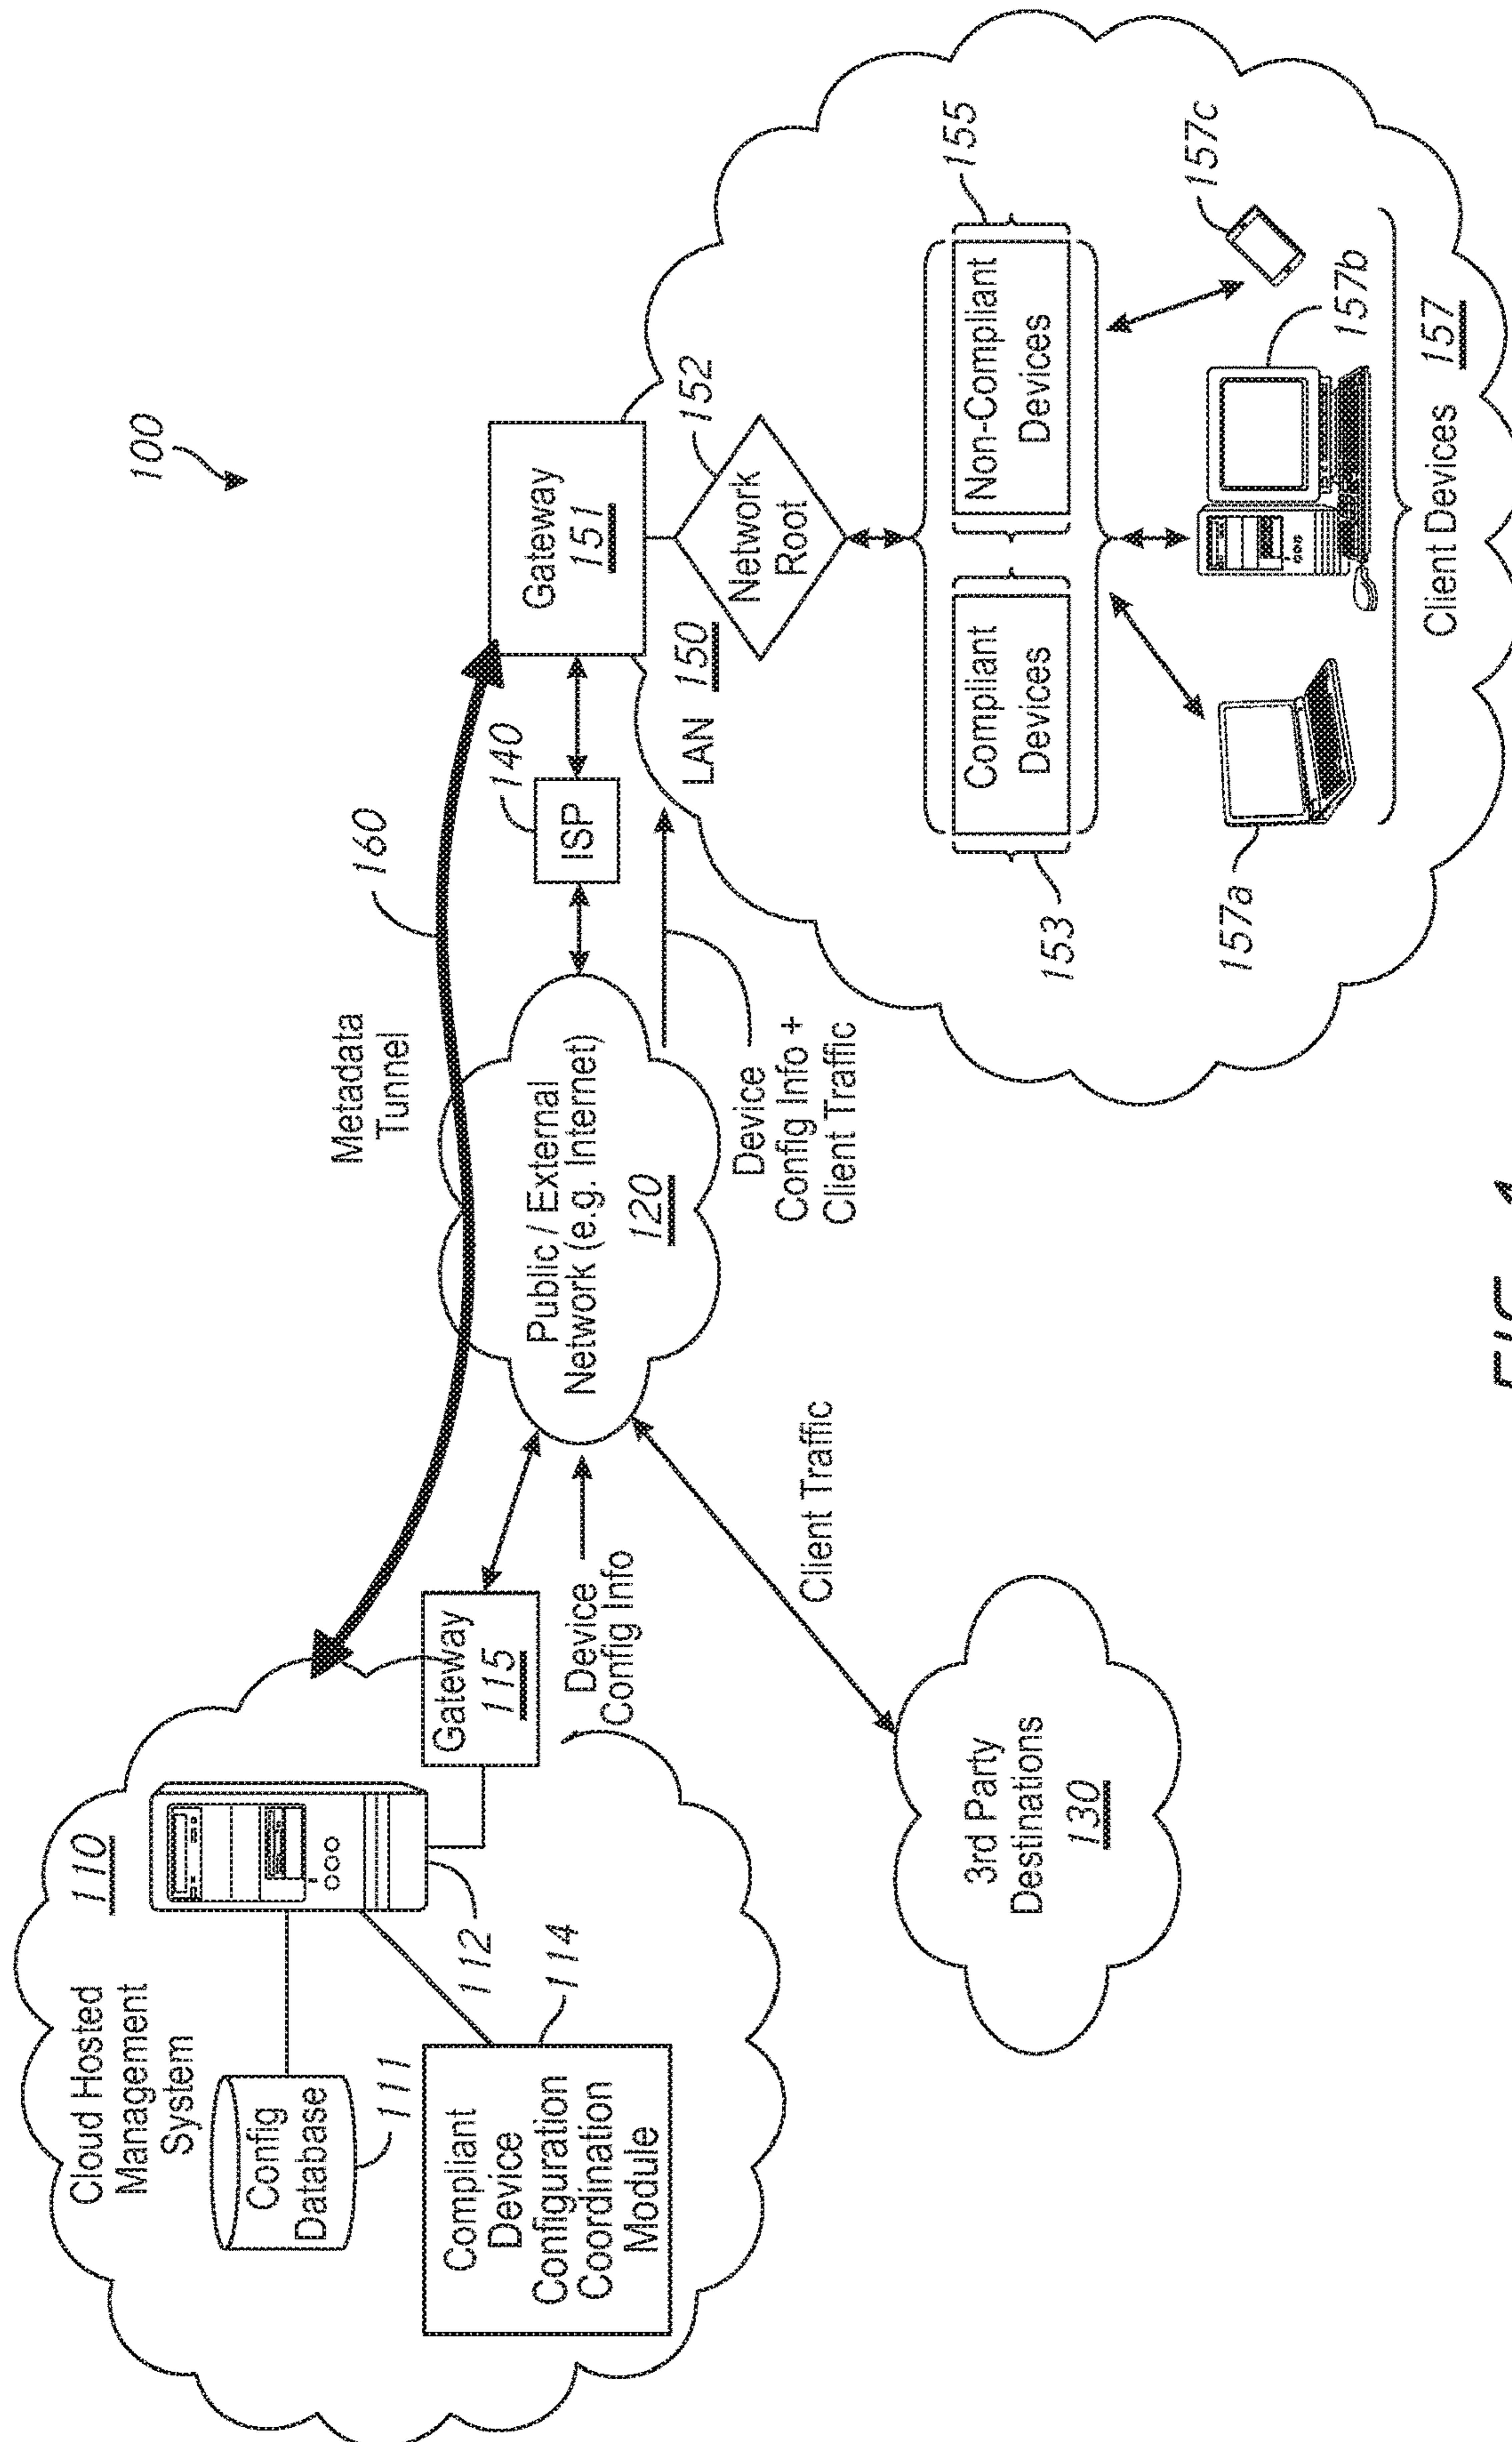 100
Cloud Hosted
Management
System
110
Config
Database
111
112
Compliant
Device
Configuration
Coordination
Module
114
Gateway
115
Device
Config Info
Metadata
Tunnel
160
Public / External
Network (e.g. Internet)
120
Device
Config Info +
Client Traffic
Client Traffic
3rd Party
Destinations
130
ISP
140
Gateway
151
LAN 150
Network
Root
152
Compliant
Devices
153
Non-Compliant
Devices
155
157a
157b
157c
Client Devices 157